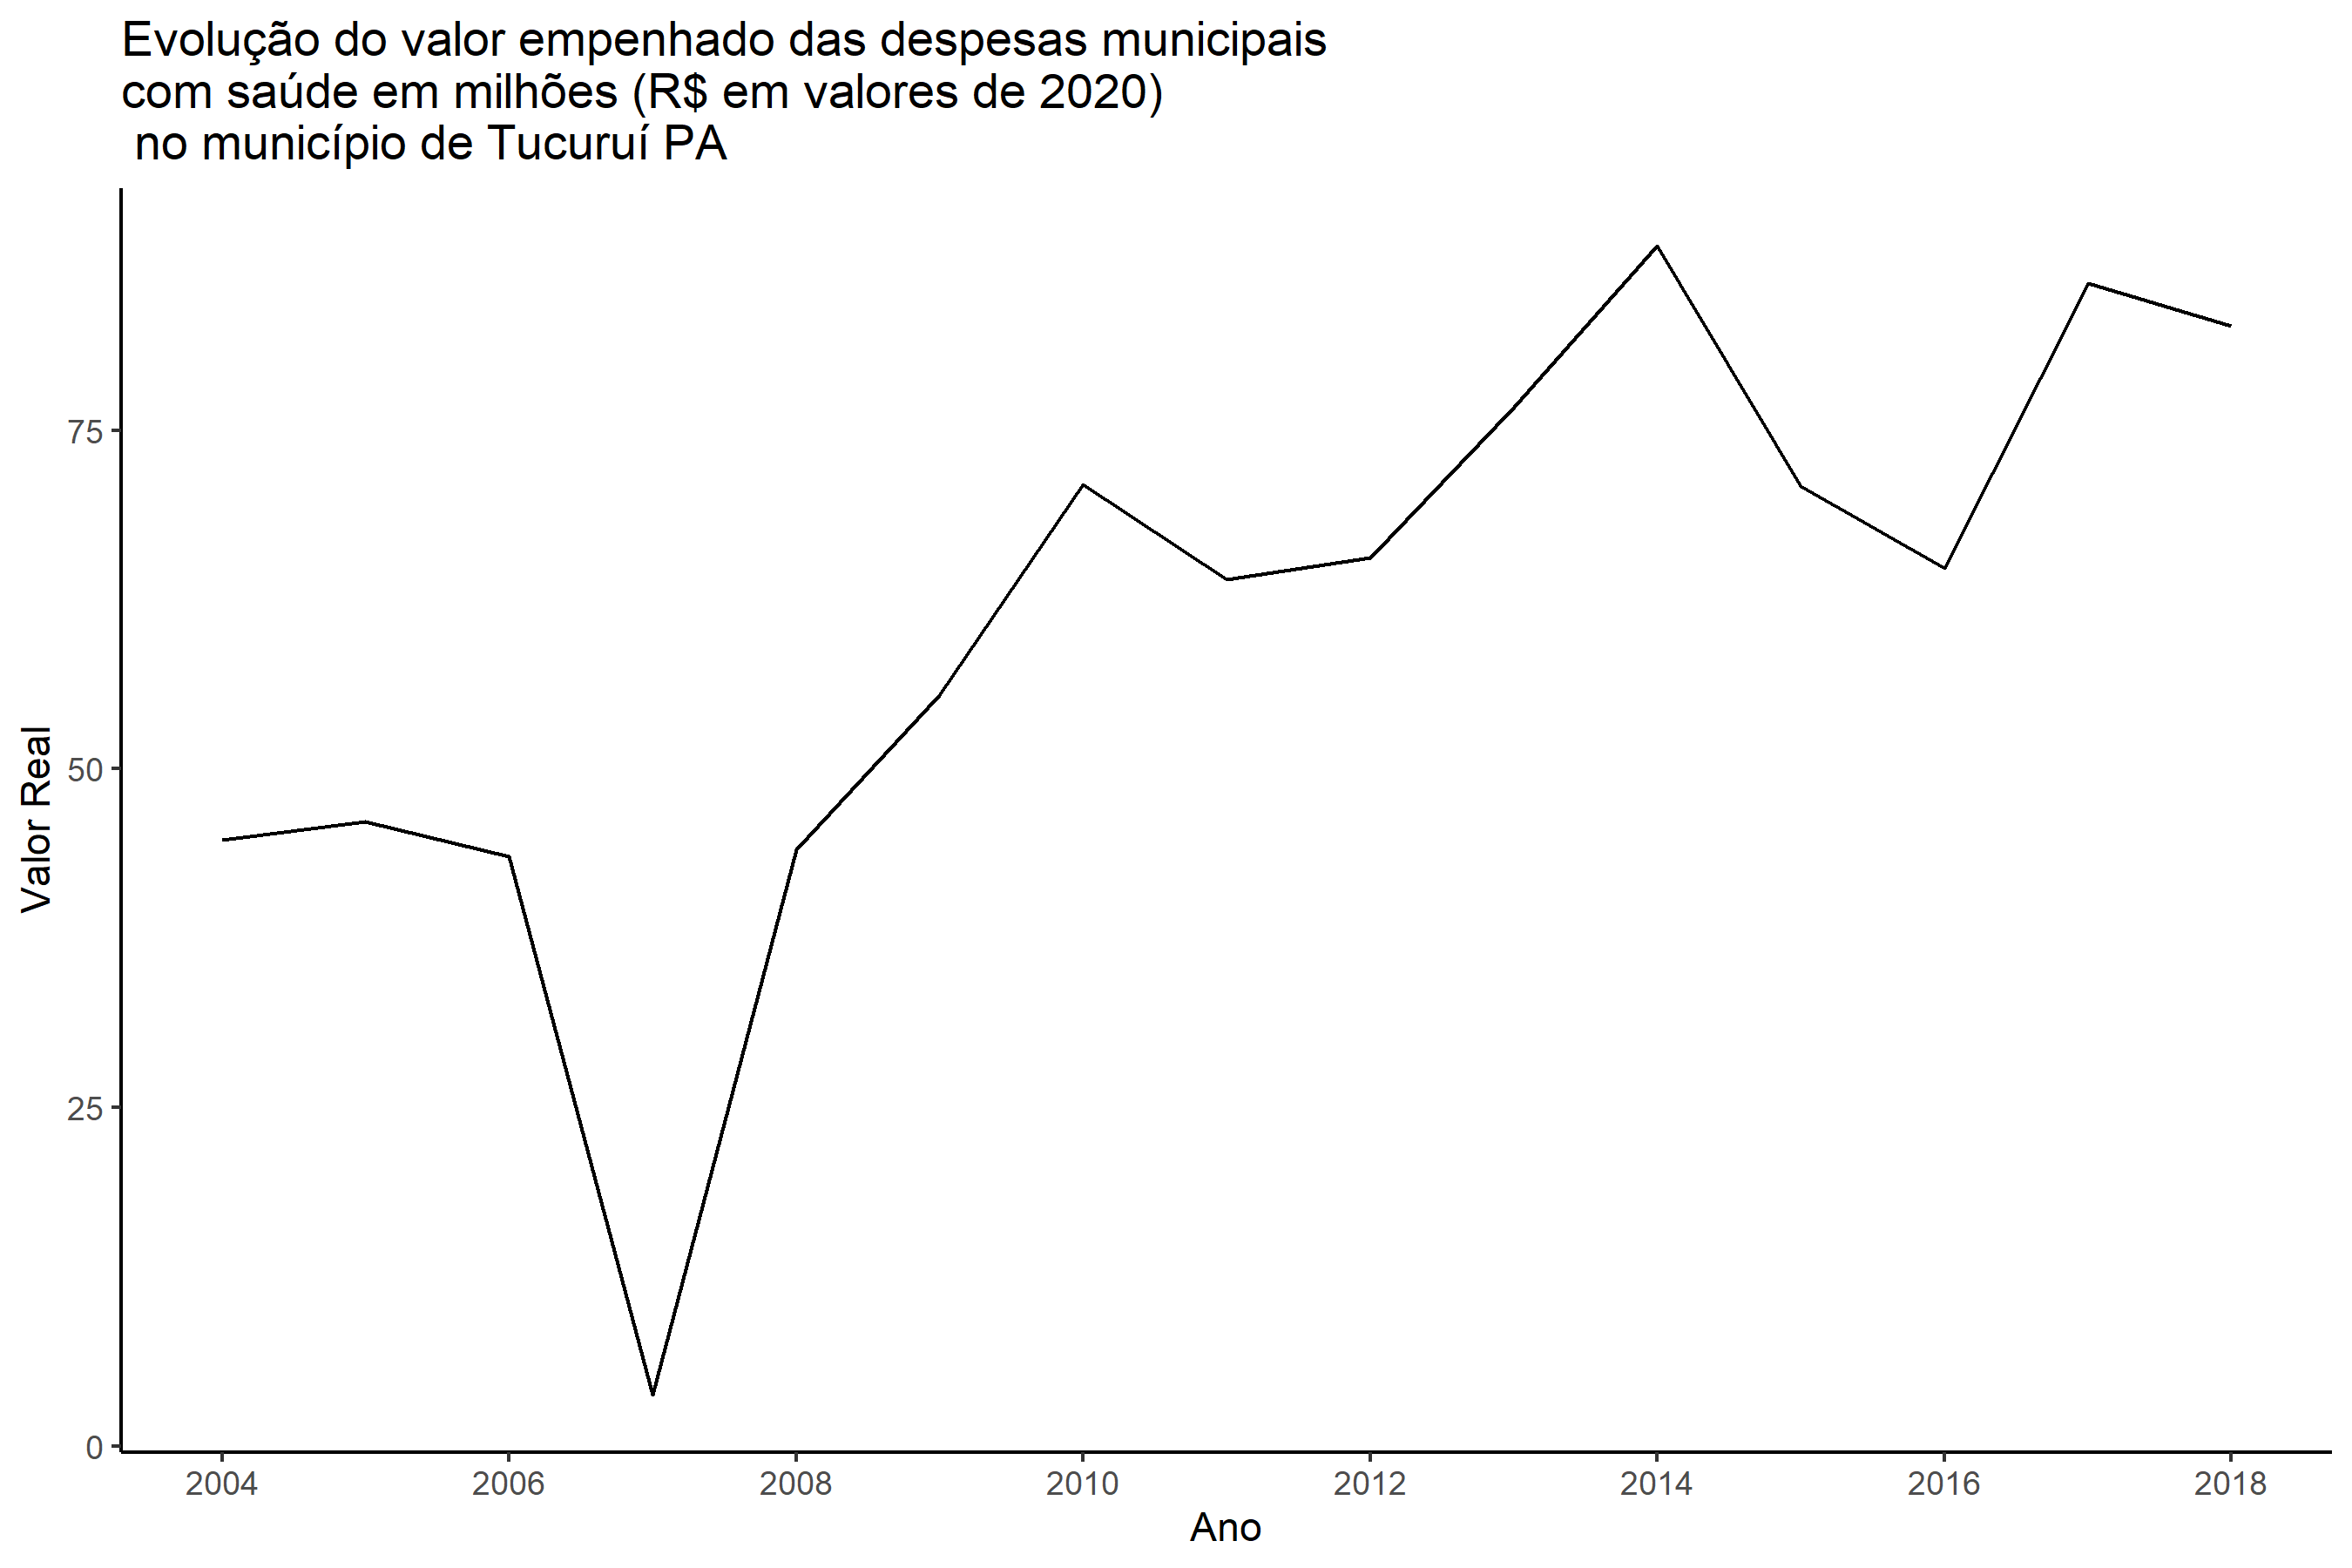 Evolução do valor empenhado das despesas municipais
com saúde em milhões (R$ em valores de 2020)
no município de Tucuruí PA
Valor Real
75
50
25
0
2004 2006 2008 2010 2012 2014 2016 2018
Ano